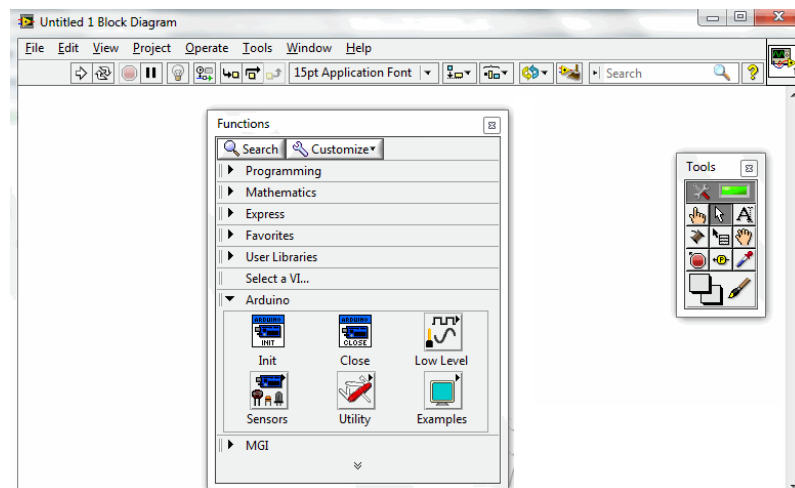 Untitled 1 Block Diagram
File Edit View Project Operate Tools Window Help
15pt Application Font Search
Functions
Search Customize
Programming
Mathematics
Express
Favorites
User Libraries
Select a VI...
Arduino
ARDUINO ARDUINO
INIT CLOSE
Init Close Low Level
Sensors Utility Examples
MGI
Tools